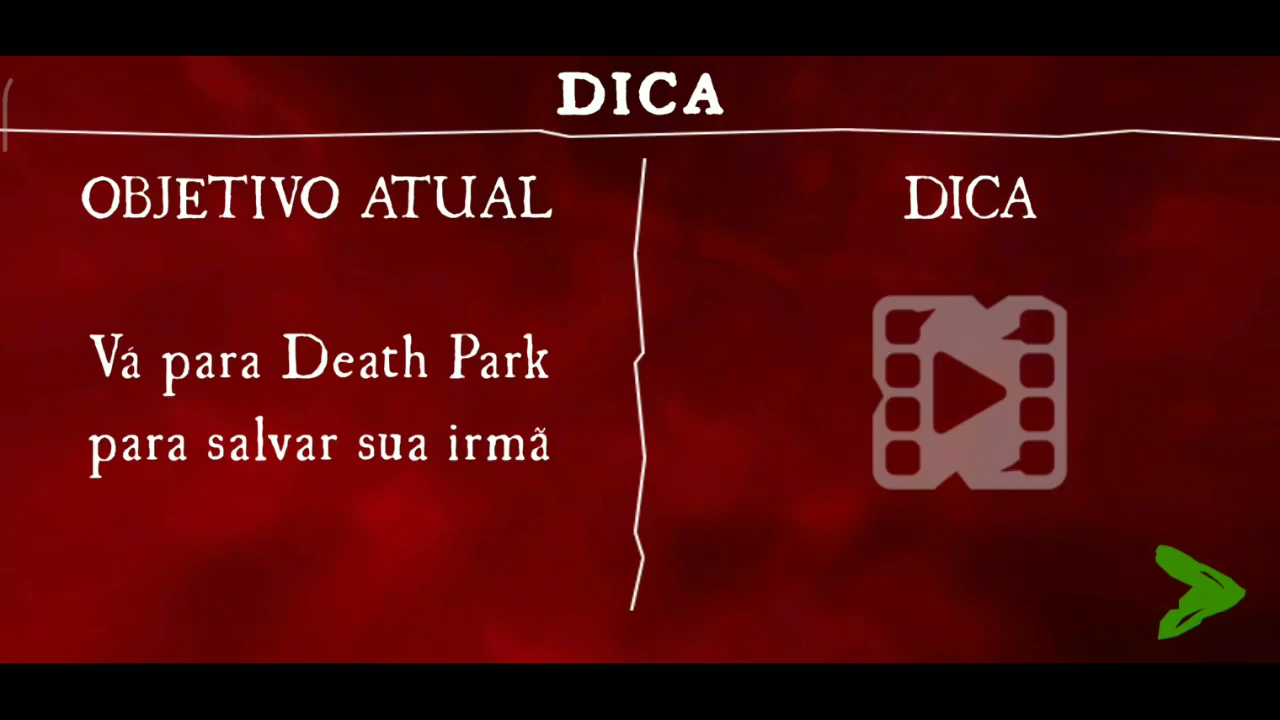 DICA
OBJETIVO ATUAL
Vá para Death Park
para salvar sua irmã
DICA